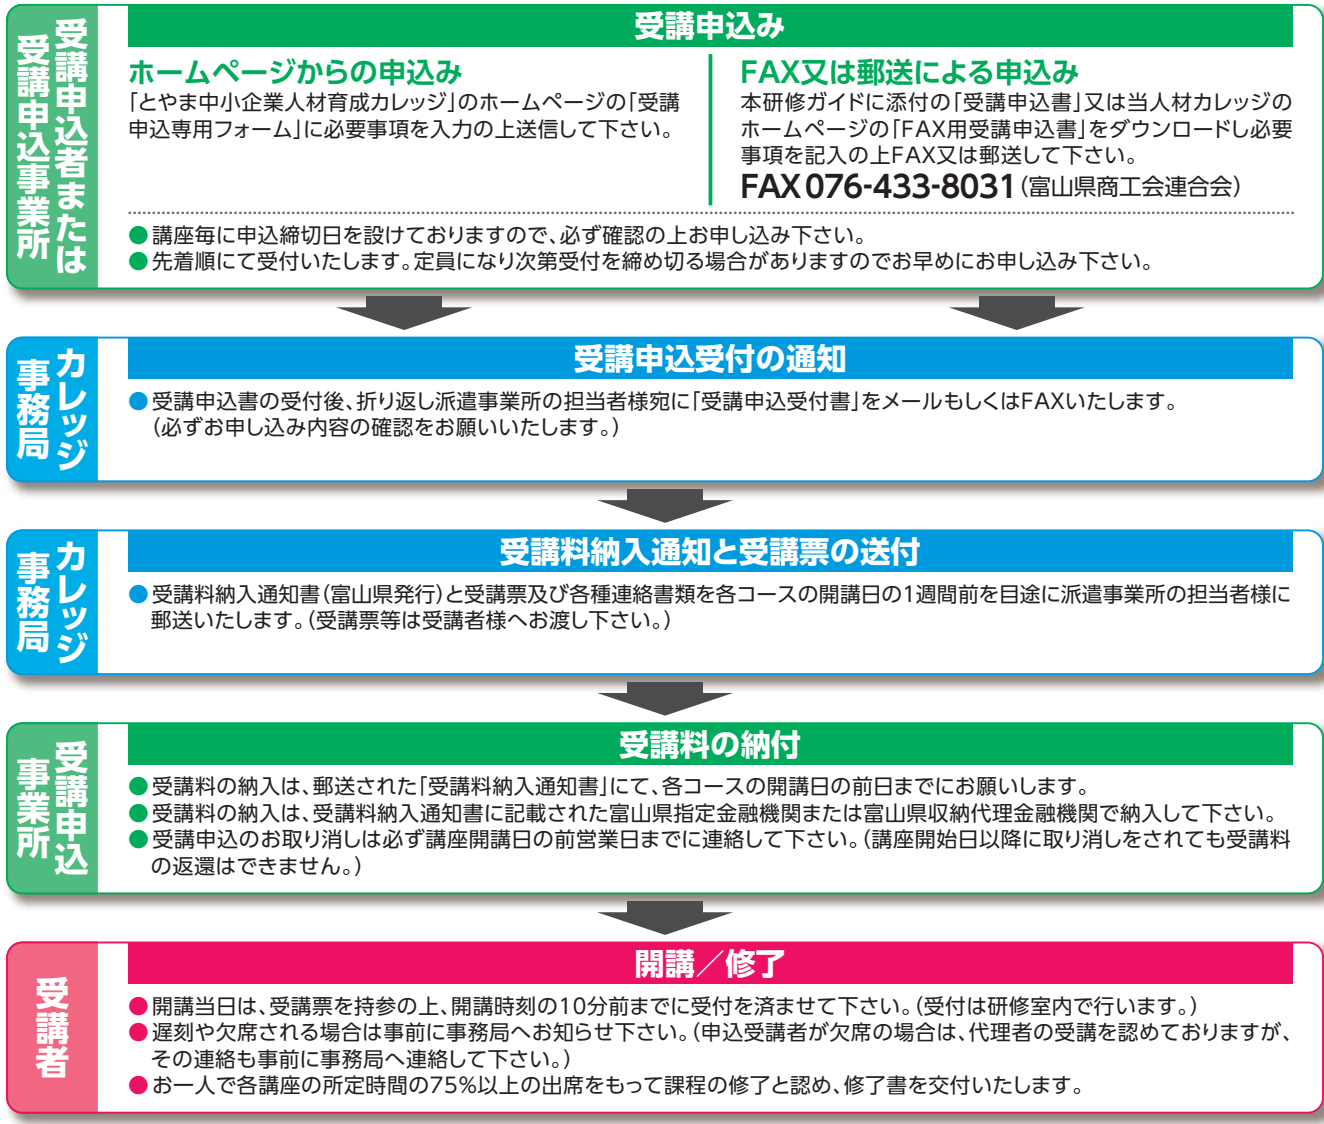 受講申込者または
受講申込事業所
受講申込み
ホームページからの申込み
「とやま中小企業人材育成カレッジ」のホームページの「受講
申込専用フォーム」に必要事項を入力の上送信して下さい。
FAX又は郵送による申込み
本研修ガイドに添付の「受講申込書」又は当人材カレッジの
ホームページの「FAX用受講申込書」をダウンロードし必要
事項を記入の上FAX又は郵送して下さい。
FAX 076-433-8031（富山県商工会連合会）
●講座毎に申込締切日を設けておりますので、必ず確認の上お申し込み下さい。
●先着順にて受付いたします。定員になり次第受付を締め切る場合がありますのでお早めにお申し込み下さい。
カレッジ
事務局
受講申込受付の通知
●受講申込書の受付後、折り返し派遣事業所の担当者様宛に「受講申込受付書」をメールもしくはFAXいたします。
（必ずお申し込み内容の確認をお願いいたします。）
カレッジ
事務局
受講料納入通知と受講票の送付
●受講料納入通知書（富山県発行）と受講票及び各種連絡書類を各コースの開講日の1週間前を目途に派遣事業所の担当者様に
郵送いたします。（受講票等は受講者様へお渡し下さい。）
受講申込
事業所
受講料の納付
●受講料の納入は、郵送された「受講料納入通知書」にて、各コースの開講日の前日までにお願いします。
●受講料の納入は、受講料納入通知書に記載された富山県指定金融機関または富山県収納代理金融機関で納入して下さい。
●受講申込のお取り消しは必ず講座開講日の前営業日までに連絡して下さい。（講座開始日以降に取り消しをされても受講料
の返還はできません。）
受講者
開講／修了
●開講当日は、受講票を持参の上、開講時刻の10分前までに受付を済ませて下さい。（受付は研修室内で行います。）
●遅刻や欠席される場合は事前に事務局へお知らせ下さい。（申込受講者が欠席の場合は、代理者の受講を認めておりますが、
その連絡も事前に事務局へ連絡して下さい。）
●お一人で各講座の所定時間の75%以上の出席をもって課程の修了と認め、修了書を交付いたします。